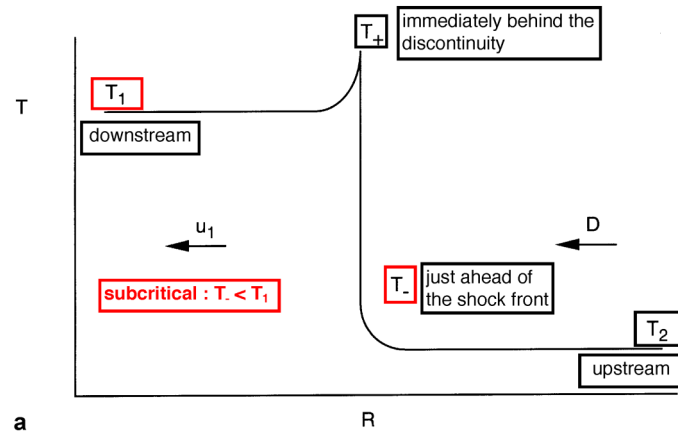 T+
immediately behind the
discontinuity
T
T1
downstream
u1
D
subcritical : T- < T1
T-
just ahead of
the shock front
T2
upstream
a
R